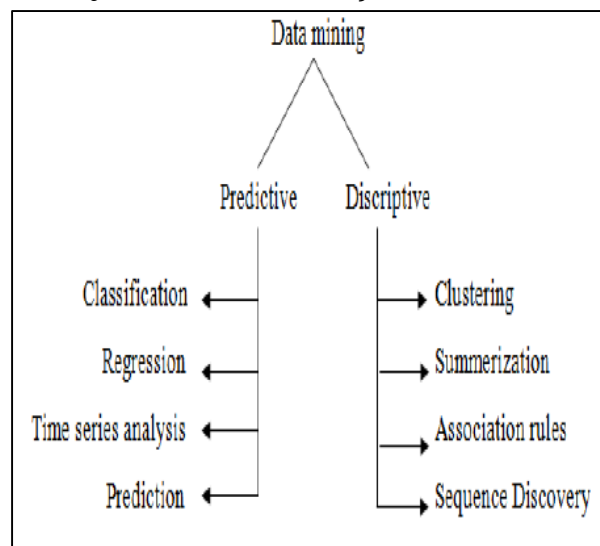 Data mining
Predictive Discriptive
Classification Clustering
Regression Summerization
Time series analysis Association rules
Prediction Sequence Discovery